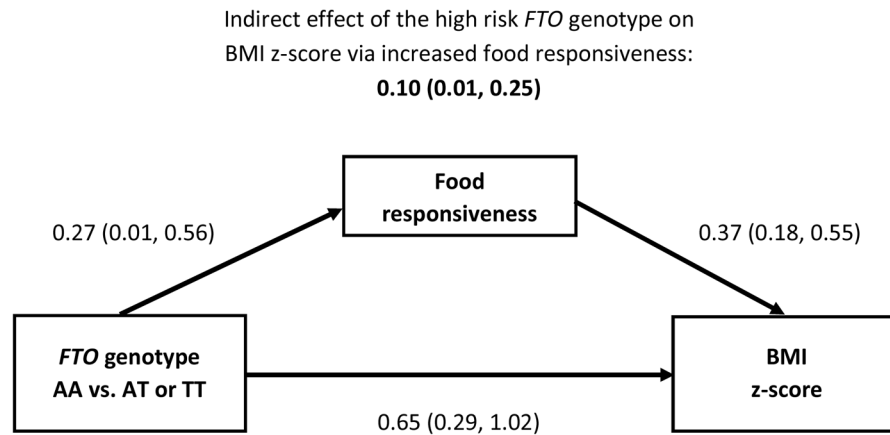 Indirect effect of the high risk FTO genotype on
BMI z-score via increased food responsiveness:
0.10 (0.01, 0.25)
Food
responsiveness
0.27 (0.01, 0.56)
0.37 (0.18, 0.55)
FTO genotype
AA vs. AT or TT
BMI
z-score
0.65 (0.29, 1.02)